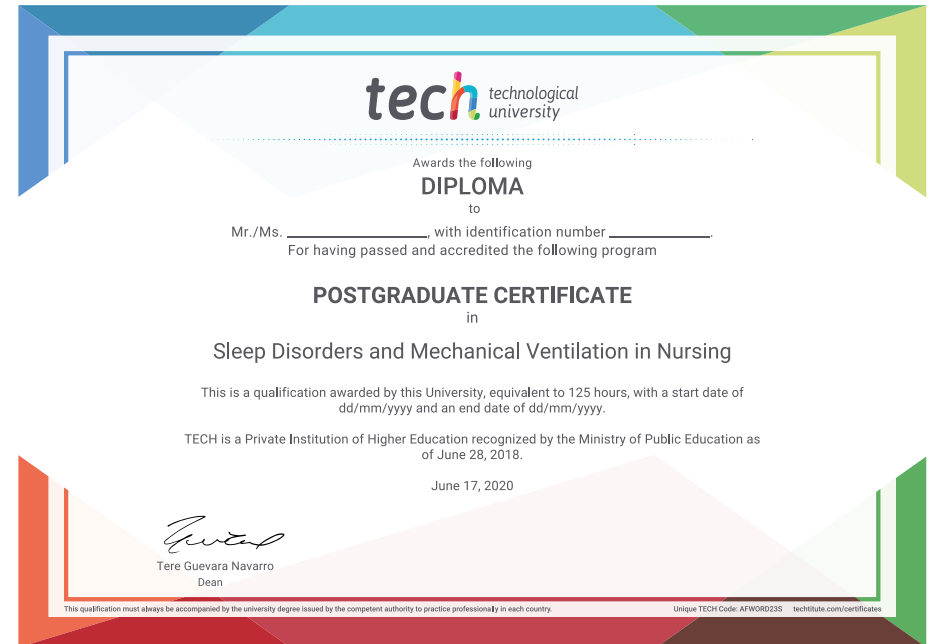 tech technological
university
Awards the following
DIPLOMA
to
Mr./Ms. ____________________, with identification number ______________.
For having passed and accredited the following program
POSTGRADUATE CERTIFICATE
in
Sleep Disorders and Mechanical Ventilation in Nursing
This is a qualification awarded by this University, equivalent to 125 hours, with a start date of
dd/mm/yyyy and an end date of dd/mm/yyyy.
TECH is a Private Institution of Higher Education recognized by the Ministry of Public Education as
of June 28, 2018.
June 17, 2020
Tere Guevara Navarro
Dean
This qualification must always be accompanied by the university degree issued by the competent authority to practice professionally in each country.
Unique TECH Code: AFWORD23S techtitute.com/certificates